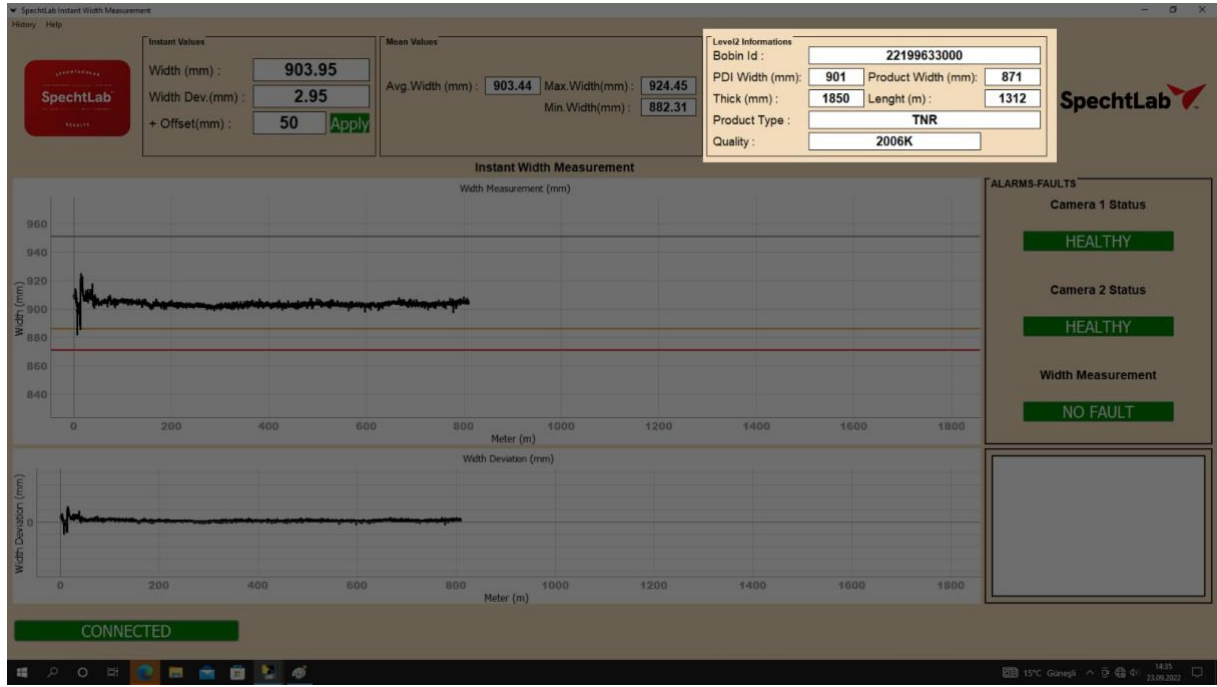 SpechtLab Instant Width Measurement
History Help
SpechtLab
Instant Values
Width (mm) : 903.95
Width Dev.(mm) : 2.95
+ Offset(mm) : 50 Apply
Mean Values
Avg.Width (mm) : 903.44 Max.Width(mm) : 924.45
Min.Width(mm) : 882.31
Level2 Informations
Bobin Id : 22199633000
PDI Width (mm): 901 Product Width (mm): 871
Thick (mm) : 1850 Lenght (m) : 1312
Product Type : TNR
Quality : 2006K
SpechtLab
Instant Width Measurement
Width Measurement (mm)
Width (mm)
960
940
920
900
880
860
840
0 200 400 600 800 1000 1200 1400 1600 1800
Meter (m)
ALARMS-FAULTS
Camera 1 Status
HEALTHY
Camera 2 Status
HEALTHY
Width Measurement
NO FAULT
Width Deviation (mm)
Width Deviation (mm)
0
0 200 400 600 800 1000 1200 1400 1600 1800
Meter (m)
CONNECTED
15°C Güneşli
14:35
23.09.2022